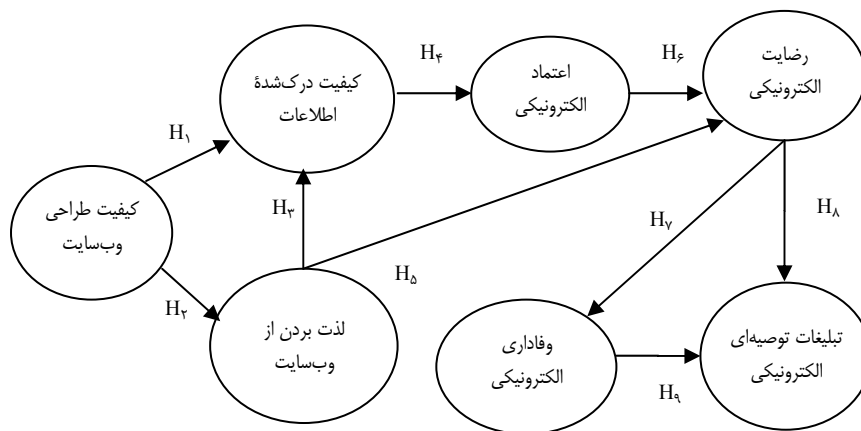 کیفیت درک‌شدهٔ
اطلاعات
H۴
اعتماد
الکترونیکی
H۶
رضایت
الکترونیکی
H۱
کیفیت طراحی
وب‌سایت
H۳
H۲
لذت بردن از
وب‌سایت
H۵
H۷
H۸
وفاداری
الکترونیکی
H۹
تبلیغات توصیه‌ای
الکترونیکی